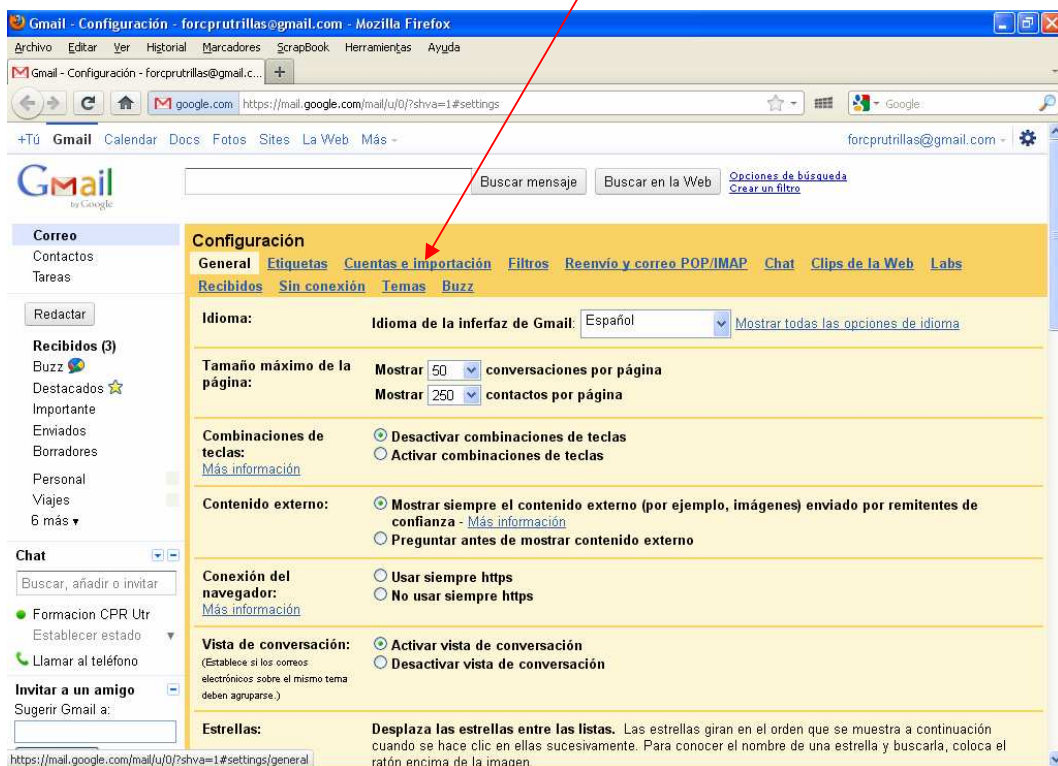 Gmail - Configuración - forcprutrillas@gmail.com - Mozilla Firefox
Archivo Editar Ver Historial Marcadores ScrapBook Herramientas Ayuda
Gmail - Configuración - forcprutrillas@gmail.c...
google.com https://mail.google.com/mail/u/0/?shva=1#settings Google
+Tú Gmail Calendar Docs Fotos Sites La Web Más forcprutrillas@gmail.com
Gmail by Google
Buscar mensaje Buscar en la Web Opciones de búsqueda
Crear un filtro
Correo
Contactos
Tareas
Redactar
Recibidos (3)
Buzz
Destacados
Importante
Enviados
Borradores
Personal
Viajes
6 más
Chat
Buscar, añadir o invitar
Formacion CPR Utr
Establecer estado
Llamar al teléfono
Invitar a un amigo
Sugerir Gmail a:
Configuración
General Etiquetas Cuentas e importación Filtros Reenvío y correo POP/IMAP Chat Clips de la Web Labs
Recibidos Sin conexión Temas Buzz
Idioma: Idioma de la inferfaz de Gmail: Español Mostrar todas las opciones de idioma
Tamaño máximo de la página:
Mostrar 50 conversaciones por página
Mostrar 250 contactos por página
Combinaciones de teclas:
Más información
Desactivar combinaciones de teclas
Activar combinaciones de teclas
Contenido externo:
Mostrar siempre el contenido externo (por ejemplo, imágenes) enviado por remitentes de
confianza - Más información
Preguntar antes de mostrar contenido externo
Conexión del
navegador:
Más información
Usar siempre https
No usar siempre https
Vista de conversación:
(Establece si los correos
electrónicos sobre el mismo tema
deben agruparse.)
Activar vista de conversación
Desactivar vista de conversación
Estrellas:
Desplaza las estrellas entre las listas. Las estrellas giran en el orden que se muestra a continuación
cuando se hace clic en ellas sucesivamente. Para conocer el nombre de una estrella y buscarla, coloca el
ratón encima de la imagen.
https://mail.google.com/mail/u/0/?shva=1#settings/general